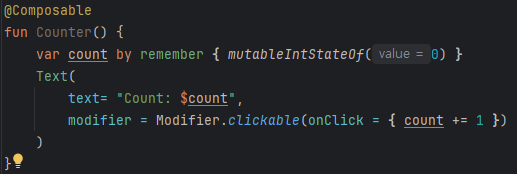 @Composable
fun Counter() {
    var count by remember { mutableIntStateOf( value = 0) }
    Text(
        text= "Count: $count",
        modifier = Modifier.clickable(onClick = { count += 1 })
    )
}